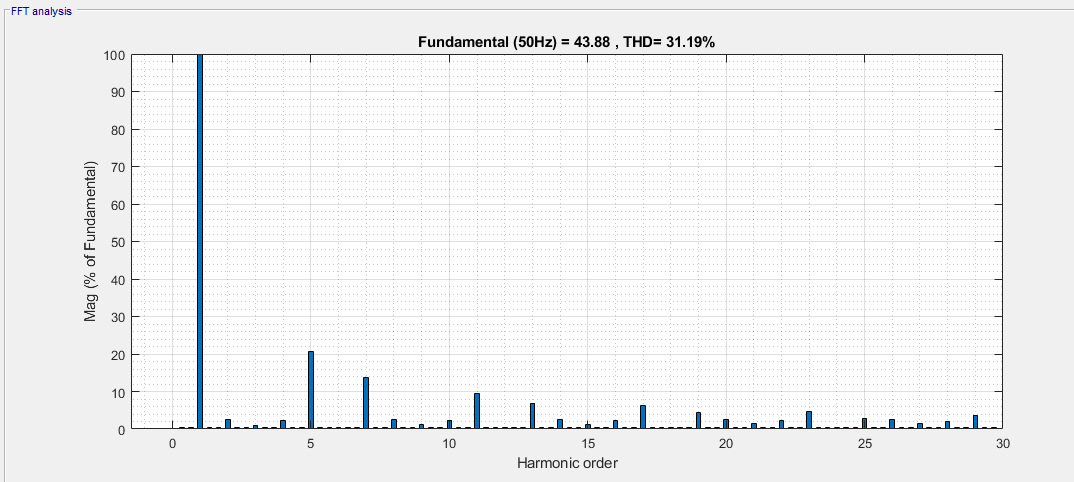 FFT analysis
Fundamental (50Hz) = 43.88 , THD= 31.19%
100
90
80
70
60
50
40
30
20
10
0
Mag (% of Fundamental)
0 5 10 15 20 25 30
Harmonic order